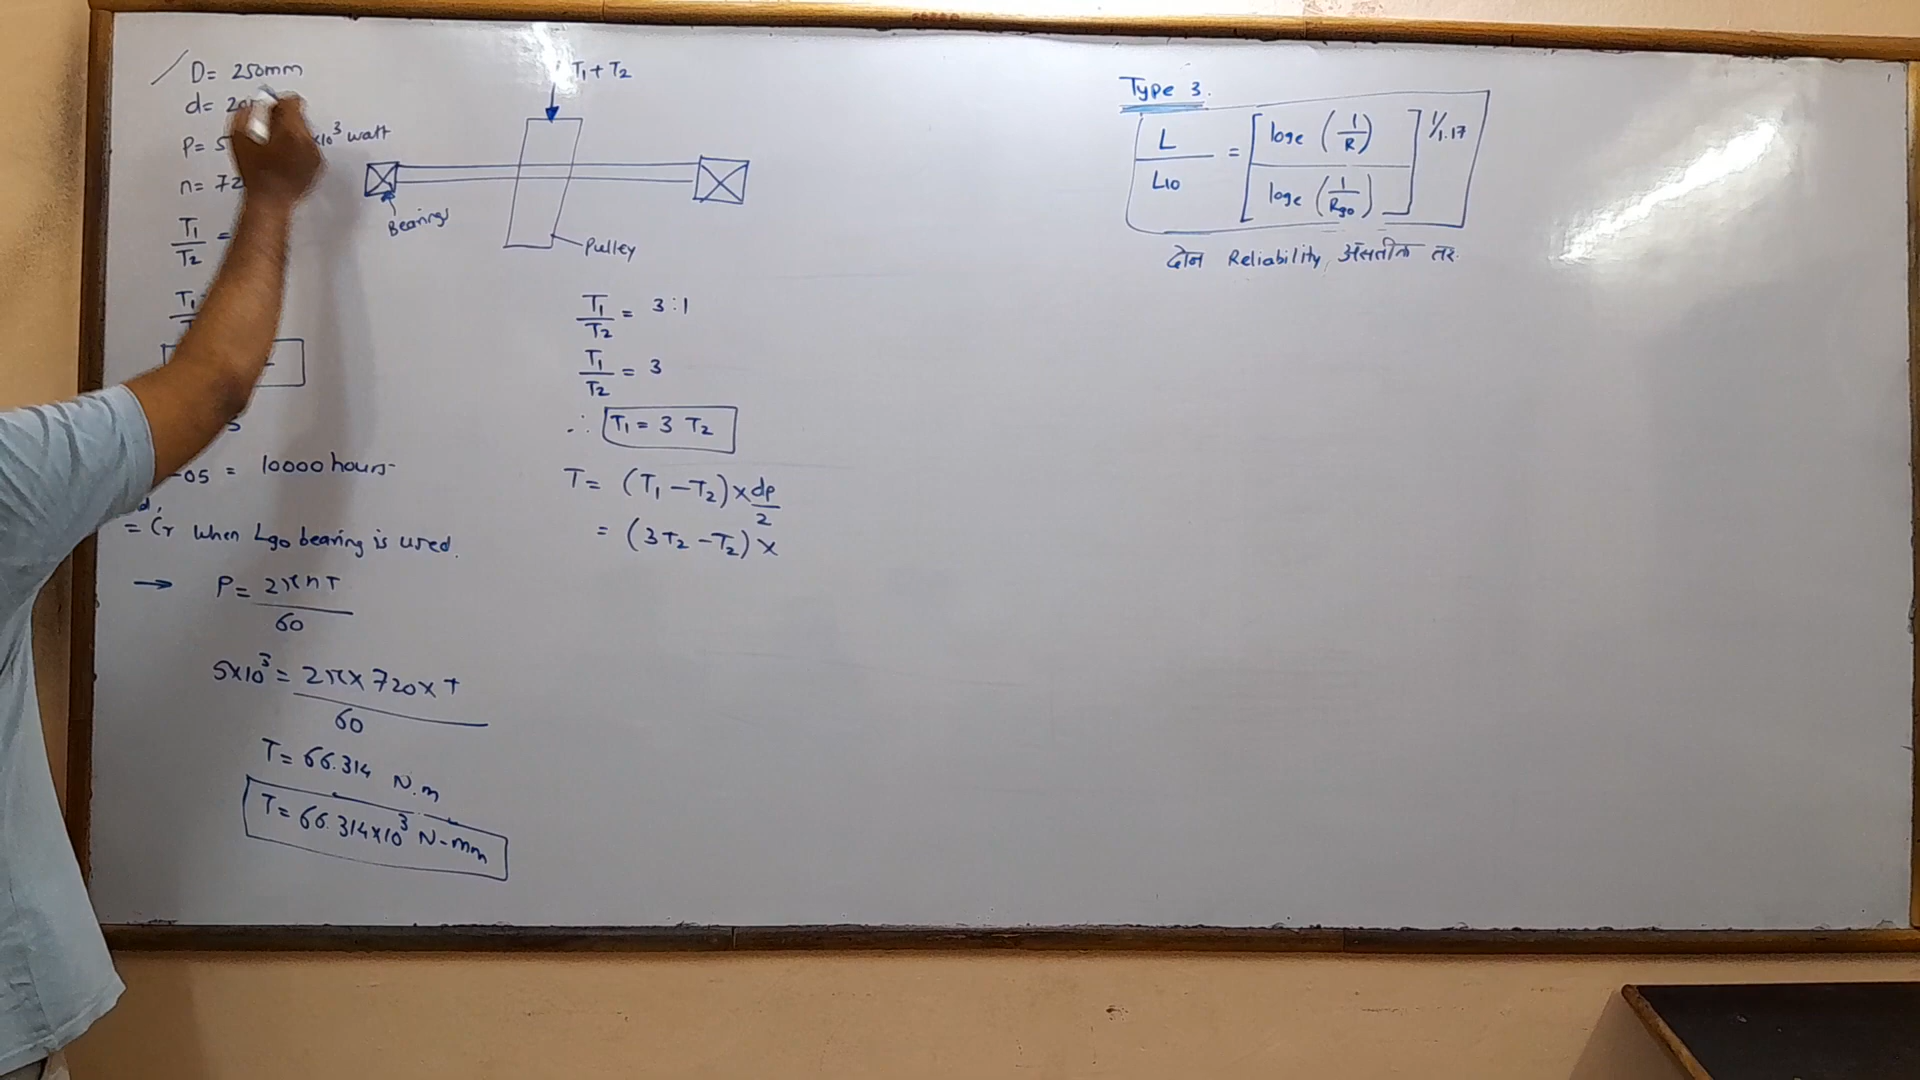 D= 250mm
d= 20
P= 5 x10³ watt
n= 72
T₁/T₂ =
T₁
-05 = 10000 hours-
= Cr when L90 bearing is used.
→ P= 2πnT/60
5x10³ = 2π x 720 x T/60
T= 66.314 N.m
T= 66.314x10³ N-mm
T₁+T₂
Bearings
Pulley
T₁/T₂ = 3:1
T₁/T₂ = 3
∴ T₁ = 3 T₂
T= (T₁-T₂) x dp/2
= (3T₂-T₂) x
Type 3.
L/L10 = [loge (1/R) / loge (1/R90)]^1/1.17
दोन Reliability असतील तर.